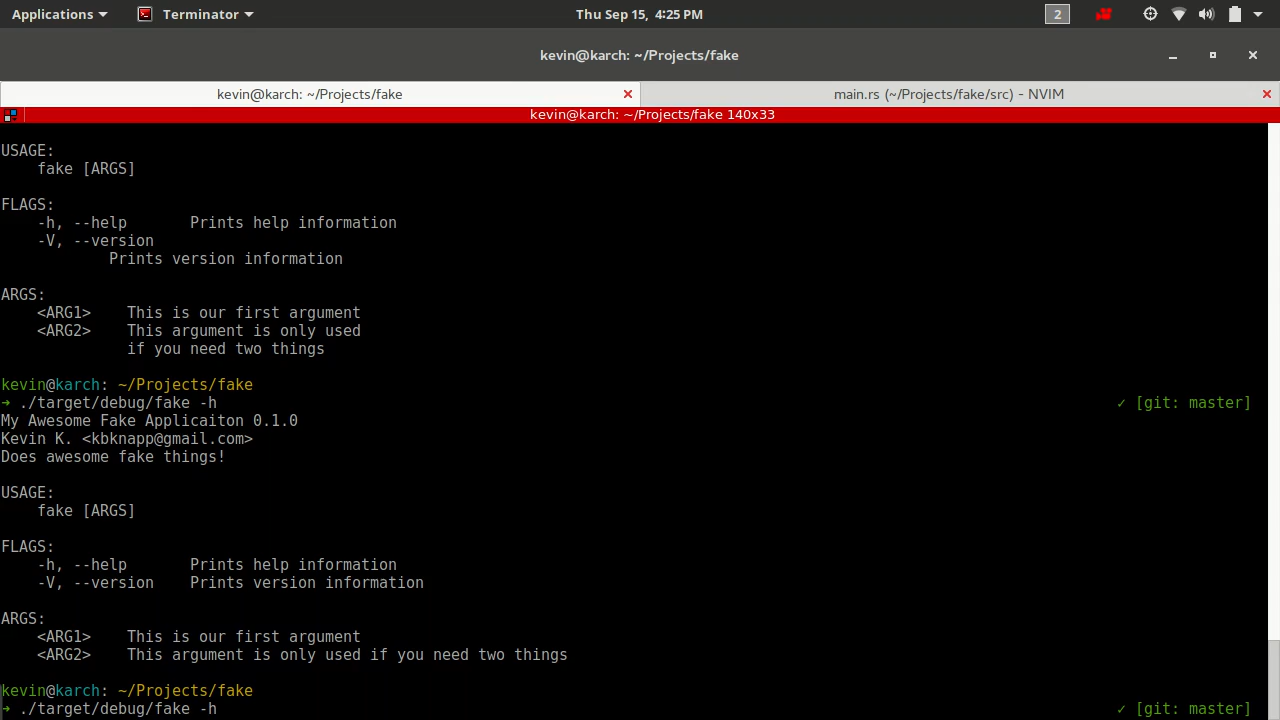 Applications Terminator Thu Sep 15, 4:25 PM 2
kevin@karch: ~/Projects/fake
kevin@karch: ~/Projects/fake main.rs (~/Projects/fake/src) - NVIM
kevin@karch: ~/Projects/fake 140x33
USAGE:
    fake [ARGS]
FLAGS:
    -h, --help       Prints help information
    -V, --version
            Prints version information
ARGS:
    <ARG1>    This is our first argument
    <ARG2>    This argument is only used
              if you need two things
kevin@karch: ~/Projects/fake
➜ ./target/debug/fake -h ✓ [git: master]
My Awesome Fake Applicaiton 0.1.0
Kevin K. <kbknapp@gmail.com>
Does awesome fake things!
USAGE:
    fake [ARGS]
FLAGS:
    -h, --help       Prints help information
    -V, --version    Prints version information
ARGS:
    <ARG1>    This is our first argument
    <ARG2>    This argument is only used if you need two things
kevin@karch: ~/Projects/fake
➜ ./target/debug/fake -h ✓ [git: master]